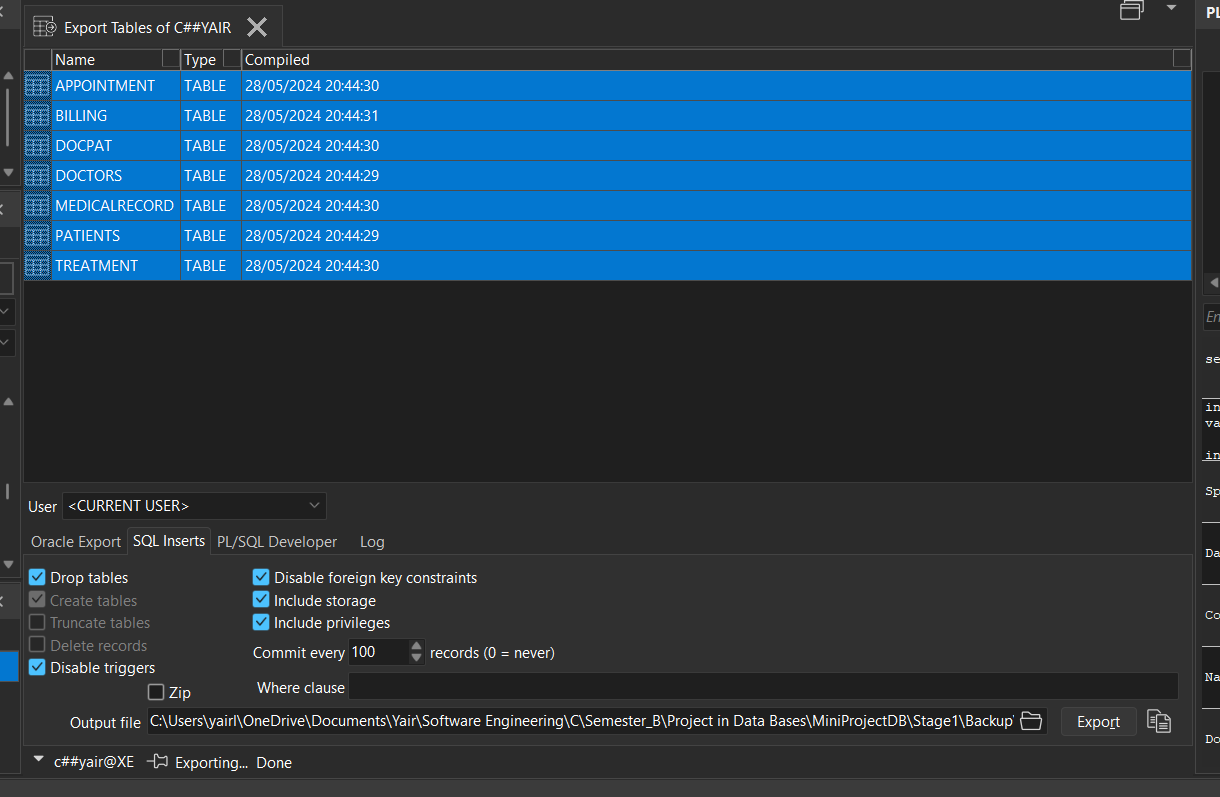 Export Tables of C##YAIR
Name Type Compiled
APPOINTMENT TABLE 28/05/2024 20:44:30
BILLING TABLE 28/05/2024 20:44:31
DOCPAT TABLE 28/05/2024 20:44:30
DOCTORS TABLE 28/05/2024 20:44:29
MEDICALRECORD TABLE 28/05/2024 20:44:30
PATIENTS TABLE 28/05/2024 20:44:29
TREATMENT TABLE 28/05/2024 20:44:30
User <CURRENT USER>
Oracle Export SQL Inserts PL/SQL Developer Log
Drop tables Disable foreign key constraints
Create tables Include storage
Truncate tables Include privileges
Delete records Commit every 100 records (0 = never)
Disable triggers
Zip Where clause
Output file C:\Users\yairl\OneDrive\Documents\Yair\Software Engineering\C\Semester_B\Project in Data Bases\MiniProjectDB\Stage1\Backup Export
c##yair@XE Exporting... Done
PL
En
se
in
va
in
Sp
Da
Co
Na
Do